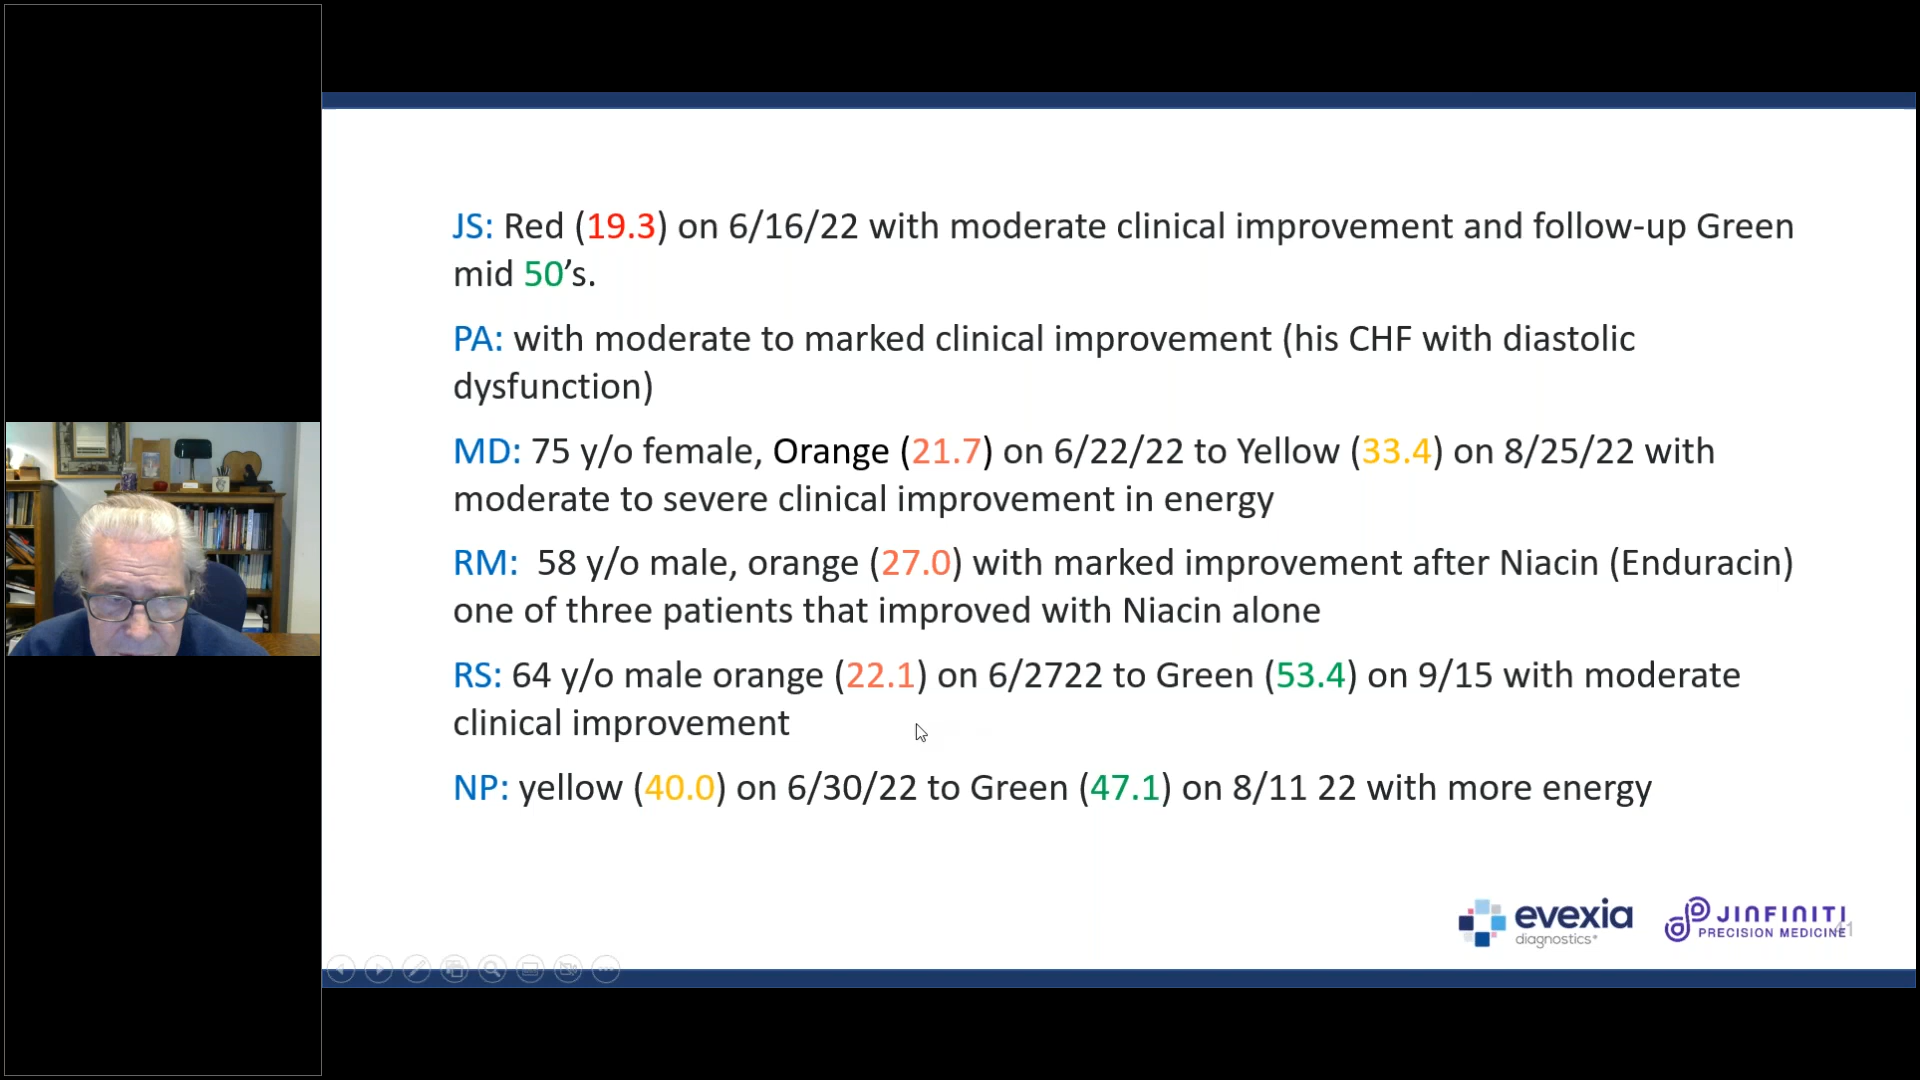 JS: Red (19.3) on 6/16/22 with moderate clinical improvement and follow-up Green
mid 50’s.
PA: with moderate to marked clinical improvement (his CHF with diastolic
dysfunction)
MD: 75 y/o female, Orange (21.7) on 6/22/22 to Yellow (33.4) on 8/25/22 with
moderate to severe clinical improvement in energy
RM:  58 y/o male, orange (27.0) with marked improvement after Niacin (Enduracin)
one of three patients that improved with Niacin alone
RS: 64 y/o male orange (22.1) on 6/2722 to Green (53.4) on 9/15 with moderate
clinical improvement
NP: yellow (40.0) on 6/30/22 to Green (47.1) on 8/11 22 with more energy
evexia
diagnostics
JINFINITI
PRECISION MEDICINE
41